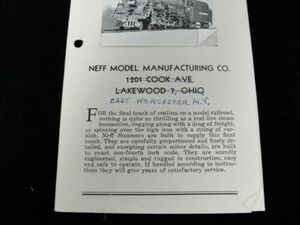 NEFF MODEL MANUFACTURING CO.
1201 COOK AVE.
LAKEWOOD 7, OHIO
EAST WORCESTER, N.Y.
FOR the final touch of realism on a model railroad,
nothing is quite as thrilling as a real live steam
locomotive, dogging along with a drag of freight,
or spinning over the high iron with a string of var-
nish. Neff Steamers are built to supply this final
touch. They are carefully proportioned and finely de-
tailed, and excepting certain minor details, are built
to exact one-fourth inch scale. They are soundly
engineered, simple and rugged in construction, easy
and safe to operate. If handled according to instruc-
tions they will give years of satisfactory service.